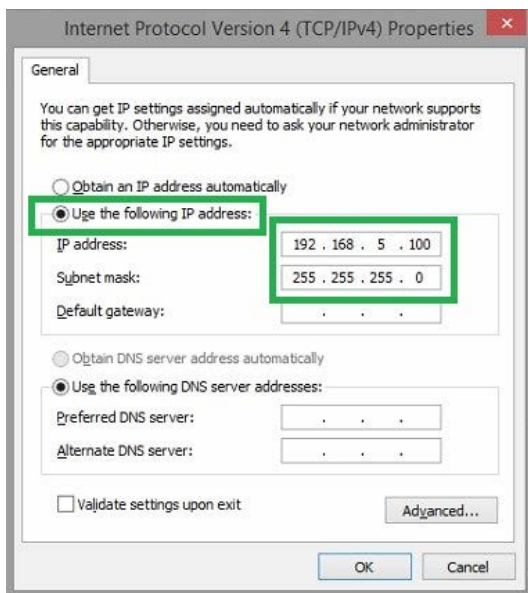 Internet Protocol Version 4 (TCP/IPv4) Properties
General
You can get IP settings assigned automatically if your network supports
this capability. Otherwise, you need to ask your network administrator
for the appropriate IP settings.
Obtain an IP address automatically
Use the following IP address:
IP address: 192 . 168 . 5 . 100
Subnet mask: 255 . 255 . 255 . 0
Default gateway: . . .
Obtain DNS server address automatically
Use the following DNS server addresses:
Preferred DNS server: . . .
Alternate DNS server: . . .
Validate settings upon exit
Advanced...
OK Cancel